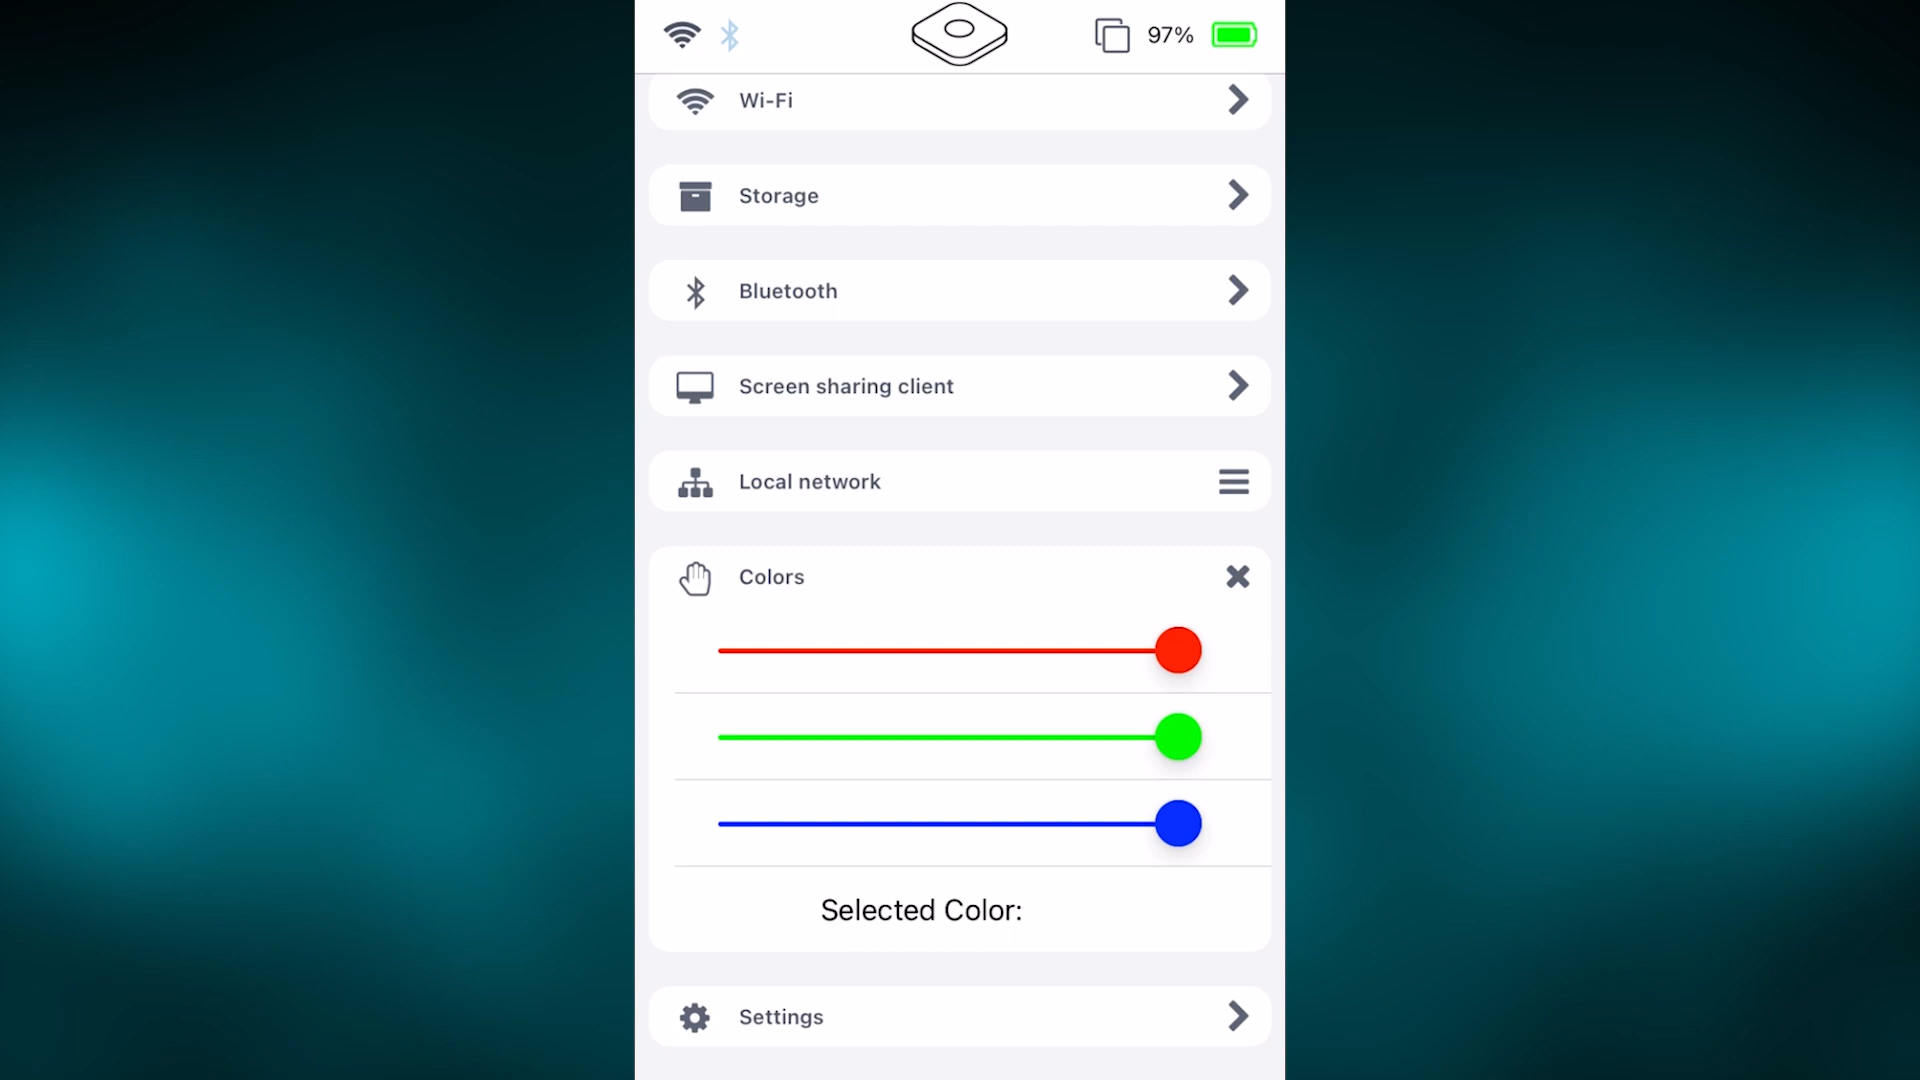 97%
Wi-Fi
Storage
Bluetooth
Screen sharing client
Local network
Colors
Selected Color:
Settings